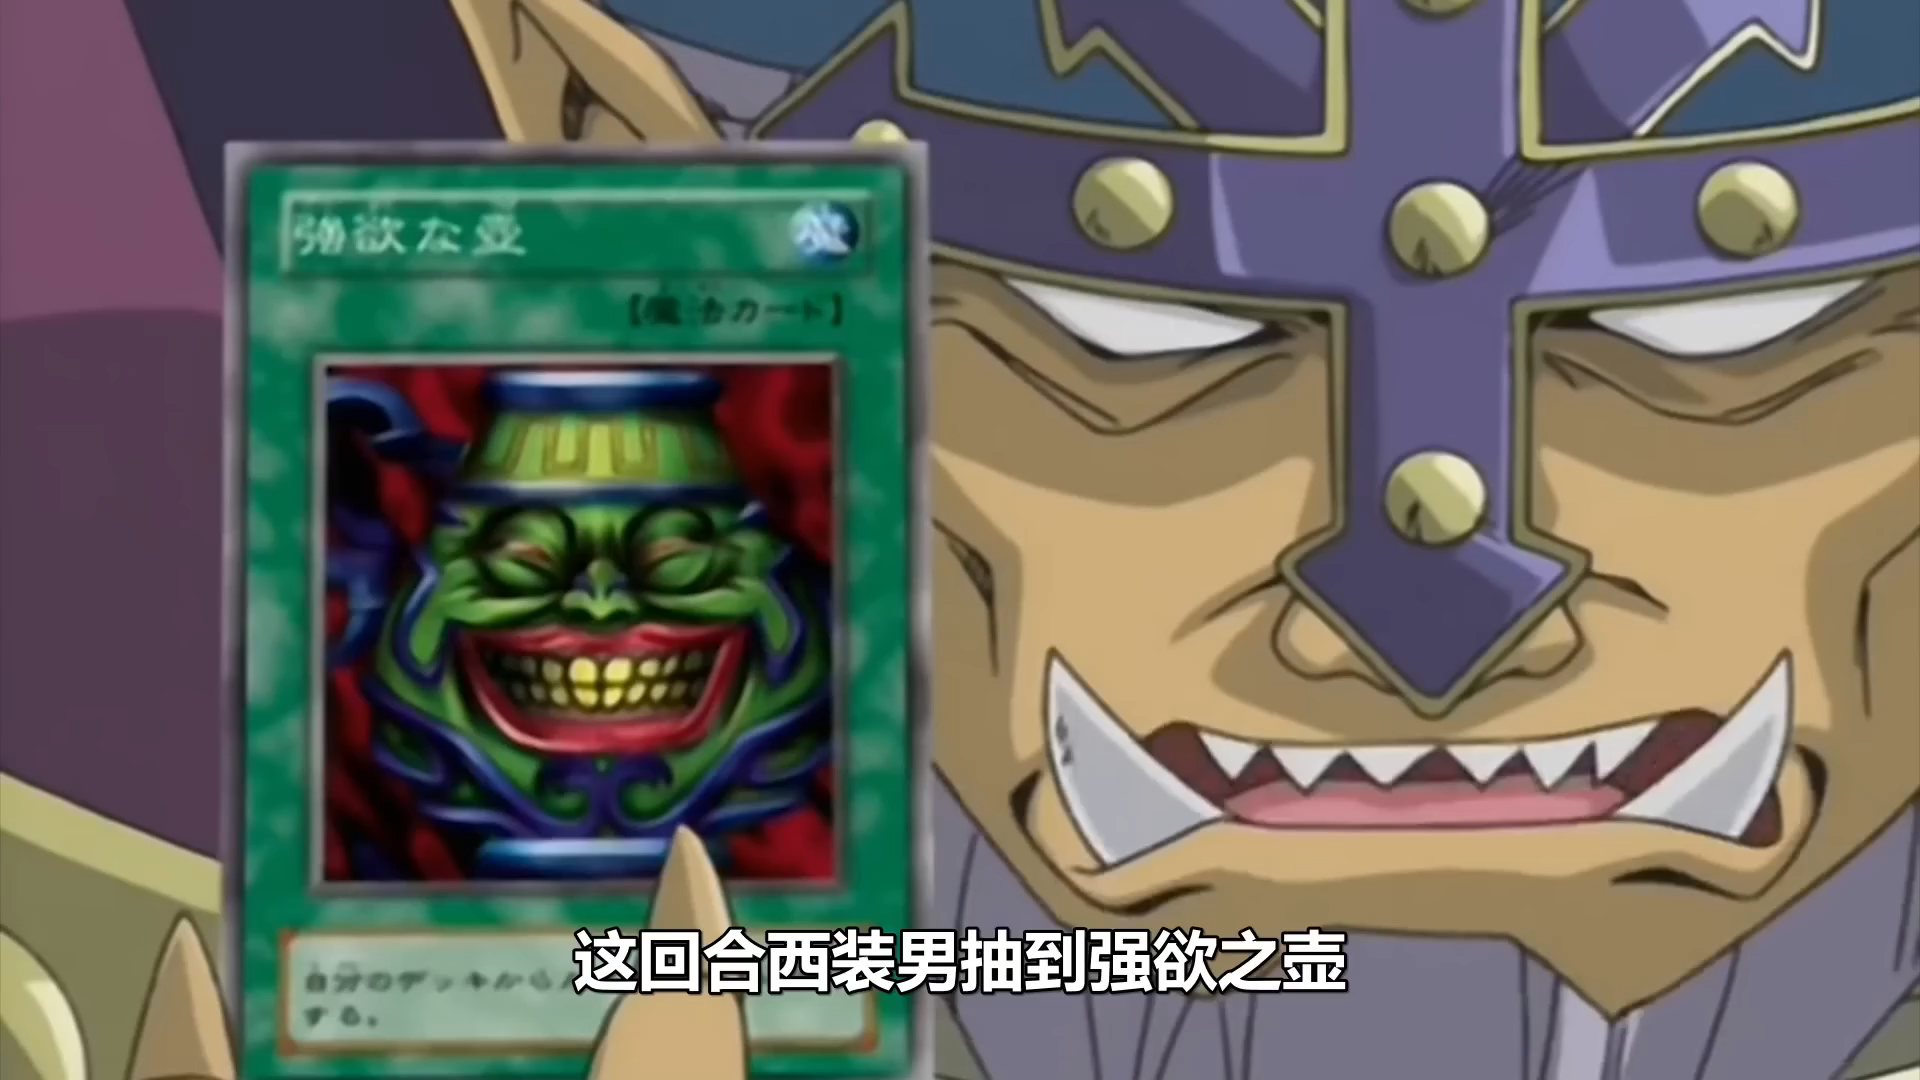 強欲な壺
【魔法カード】
自分のデッキから
する。
这回合西装男抽到强欲之壶